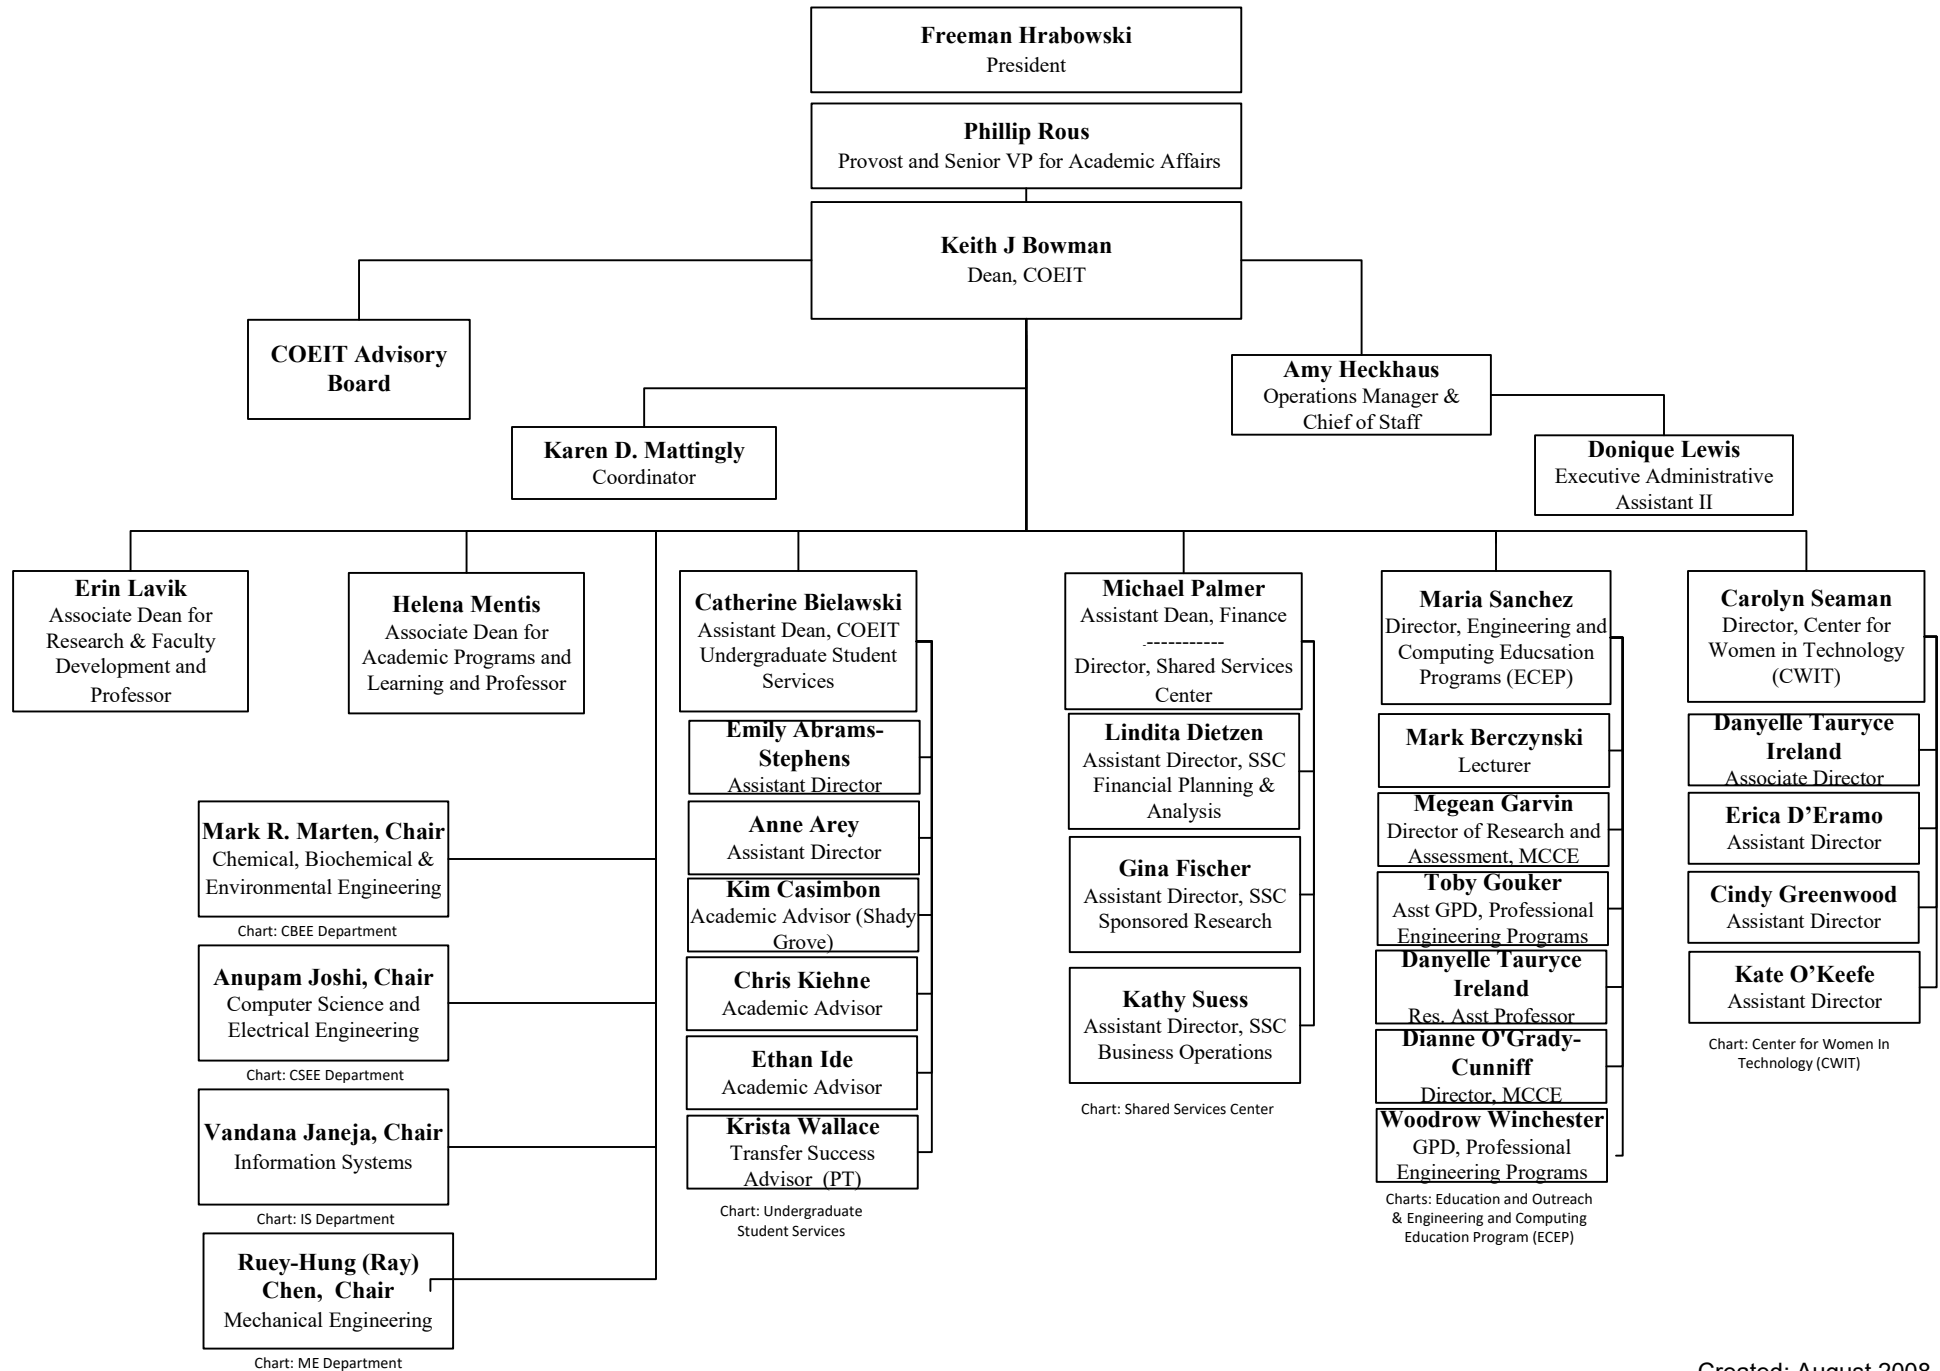 Freeman Hrabowski
President
Phillip Rous
Provost and Senior VP for Academic Affairs
Keith J Bowman
Dean, COEIT
COEIT Advisory
Board
Amy Heckhaus
Operations Manager &
Chief of Staff
Karen D. Mattingly
Coordinator
Donique Lewis
Executive Administrative
Assistant II
Erin Lavik
Associate Dean for
Research & Faculty
Development and
Professor
Helena Mentis
Associate Dean for
Academic Programs and
Learning and Professor
Mark R. Marten, Chair
Chemical, Biochemical &
Environmental Engineering
Chart: CBEE Department
Anupam Joshi, Chair
Computer Science and
Electrical Engineering
Chart: CSEE Department
Vandana Janeja, Chair
Information Systems
Chart: IS Department
Ruey-Hung (Ray)
Chen,  Chair
Mechanical Engineering
Chart: ME Department
Catherine Bielawski
Assistant Dean, COEIT
Undergraduate Student
Services
Emily Abrams-
Stephens
Assistant Director
Anne Arey
Assistant Director
Kim Casimbon
Academic Advisor (Shady
Grove)
Chris Kiehne
Academic Advisor
Ethan Ide
Academic Advisor
Krista Wallace
Transfer Success
Advisor  (PT)
Chart: Undergraduate
Student Services
Michael Palmer
Assistant Dean, Finance
-----------
Director, Shared Services
Center
Lindita Dietzen
Assistant Director, SSC
Financial Planning &
Analysis
Gina Fischer
Assistant Director, SSC
Sponsored Research
Kathy Suess
Assistant Director, SSC
Business Operations
Chart: Shared Services Center
Maria Sanchez
Director, Engineering and
Computing Educsation
Programs (ECEP)
Mark Berczynski
Lecturer
Megean Garvin
Director of Research and
Assessment, MCCE
Toby Gouker
Asst GPD, Professional
Engineering Programs
Danyelle Tauryce
Ireland
Res. Asst Professor
Dianne O'Grady-
Cunniff
Director, MCCE
Woodrow Winchester
GPD, Professional
Engineering Programs
Charts: Education and Outreach
& Engineering and Computing
Education Program (ECEP)
Carolyn Seaman
Director, Center for
Women in Technology
(CWIT)
Danyelle Tauryce
Ireland
Associate Director
Erica D’Eramo
Assistant Director
Cindy Greenwood
Assistant Director
Kate O’Keefe
Assistant Director
Chart: Center for Women In
Technology (CWIT)
Created: August 2008